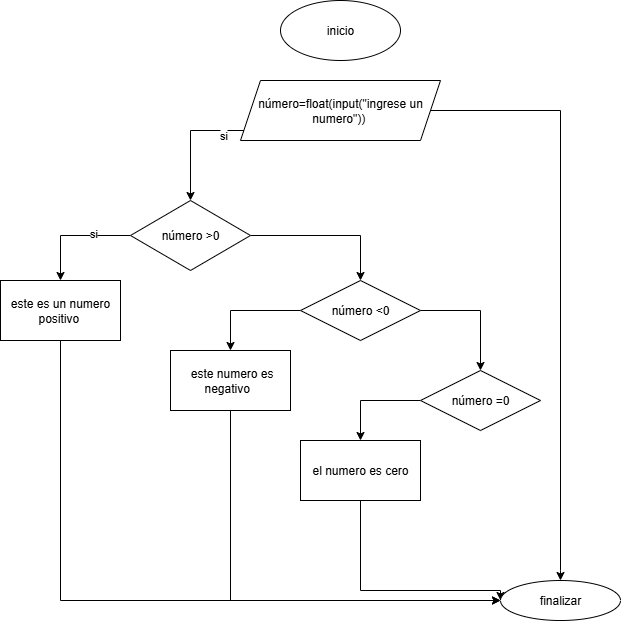 inicio
número=float(input("ingrese un
numero"))
si
número >0
si
este es un numero
positivo
número <0
este numero es
negativo
número =0
el numero es cero
finalizar